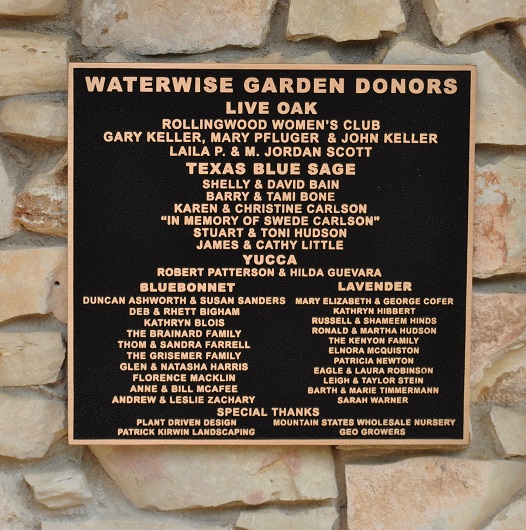 WATERWISE GARDEN DONORS
LIVE OAK
ROLLINGWOOD WOMEN'S CLUB
GARY KELLER, MARY PFLUGER & JOHN KELLER
LAILA P. & M. JORDAN SCOTT
TEXAS BLUE SAGE
SHELLY & DAVID BAIN
BARRY & TAMI BONE
KAREN & CHRISTINE CARLSON
"IN MEMORY OF SWEDE CARLSON"
STUART & TONI HUDSON
JAMES & CATHY LITTLE
YUCCA
ROBERT PATTERSON & HILDA GUEVARA
BLUEBONNET
DUNCAN ASHWORTH & SUSAN SANDERS
DEB & RHETT BIGHAM
KATHRYN BLOIS
THE BRAINARD FAMILY
THOM & SANDRA FARRELL
THE GRISEMER FAMILY
GLEN & NATASHA HARRIS
FLORENCE MACKLIN
ANNE & BILL MCAFEE
ANDREW & LESLIE ZACHARY
LAVENDER
MARY ELIZABETH & GEORGE COFER
KATHRYN HIBBERT
RUSSELL & SHAMEEM HINDS
RONALD & MARTHA HUDSON
THE KENYON FAMILY
ELNORA MCQUISTON
PATRICIA NEWTON
EAGLE & LAURA ROBINSON
LEIGH & TAYLOR STEIN
BARTH & MARIE TIMMERMANN
SARAH WARNER
SPECIAL THANKS
PLANT DRIVEN DESIGN
PATRICK KIRWIN LANDSCAPING
MOUNTAIN STATES WHOLESALE NURSERY
GEO GROWERS